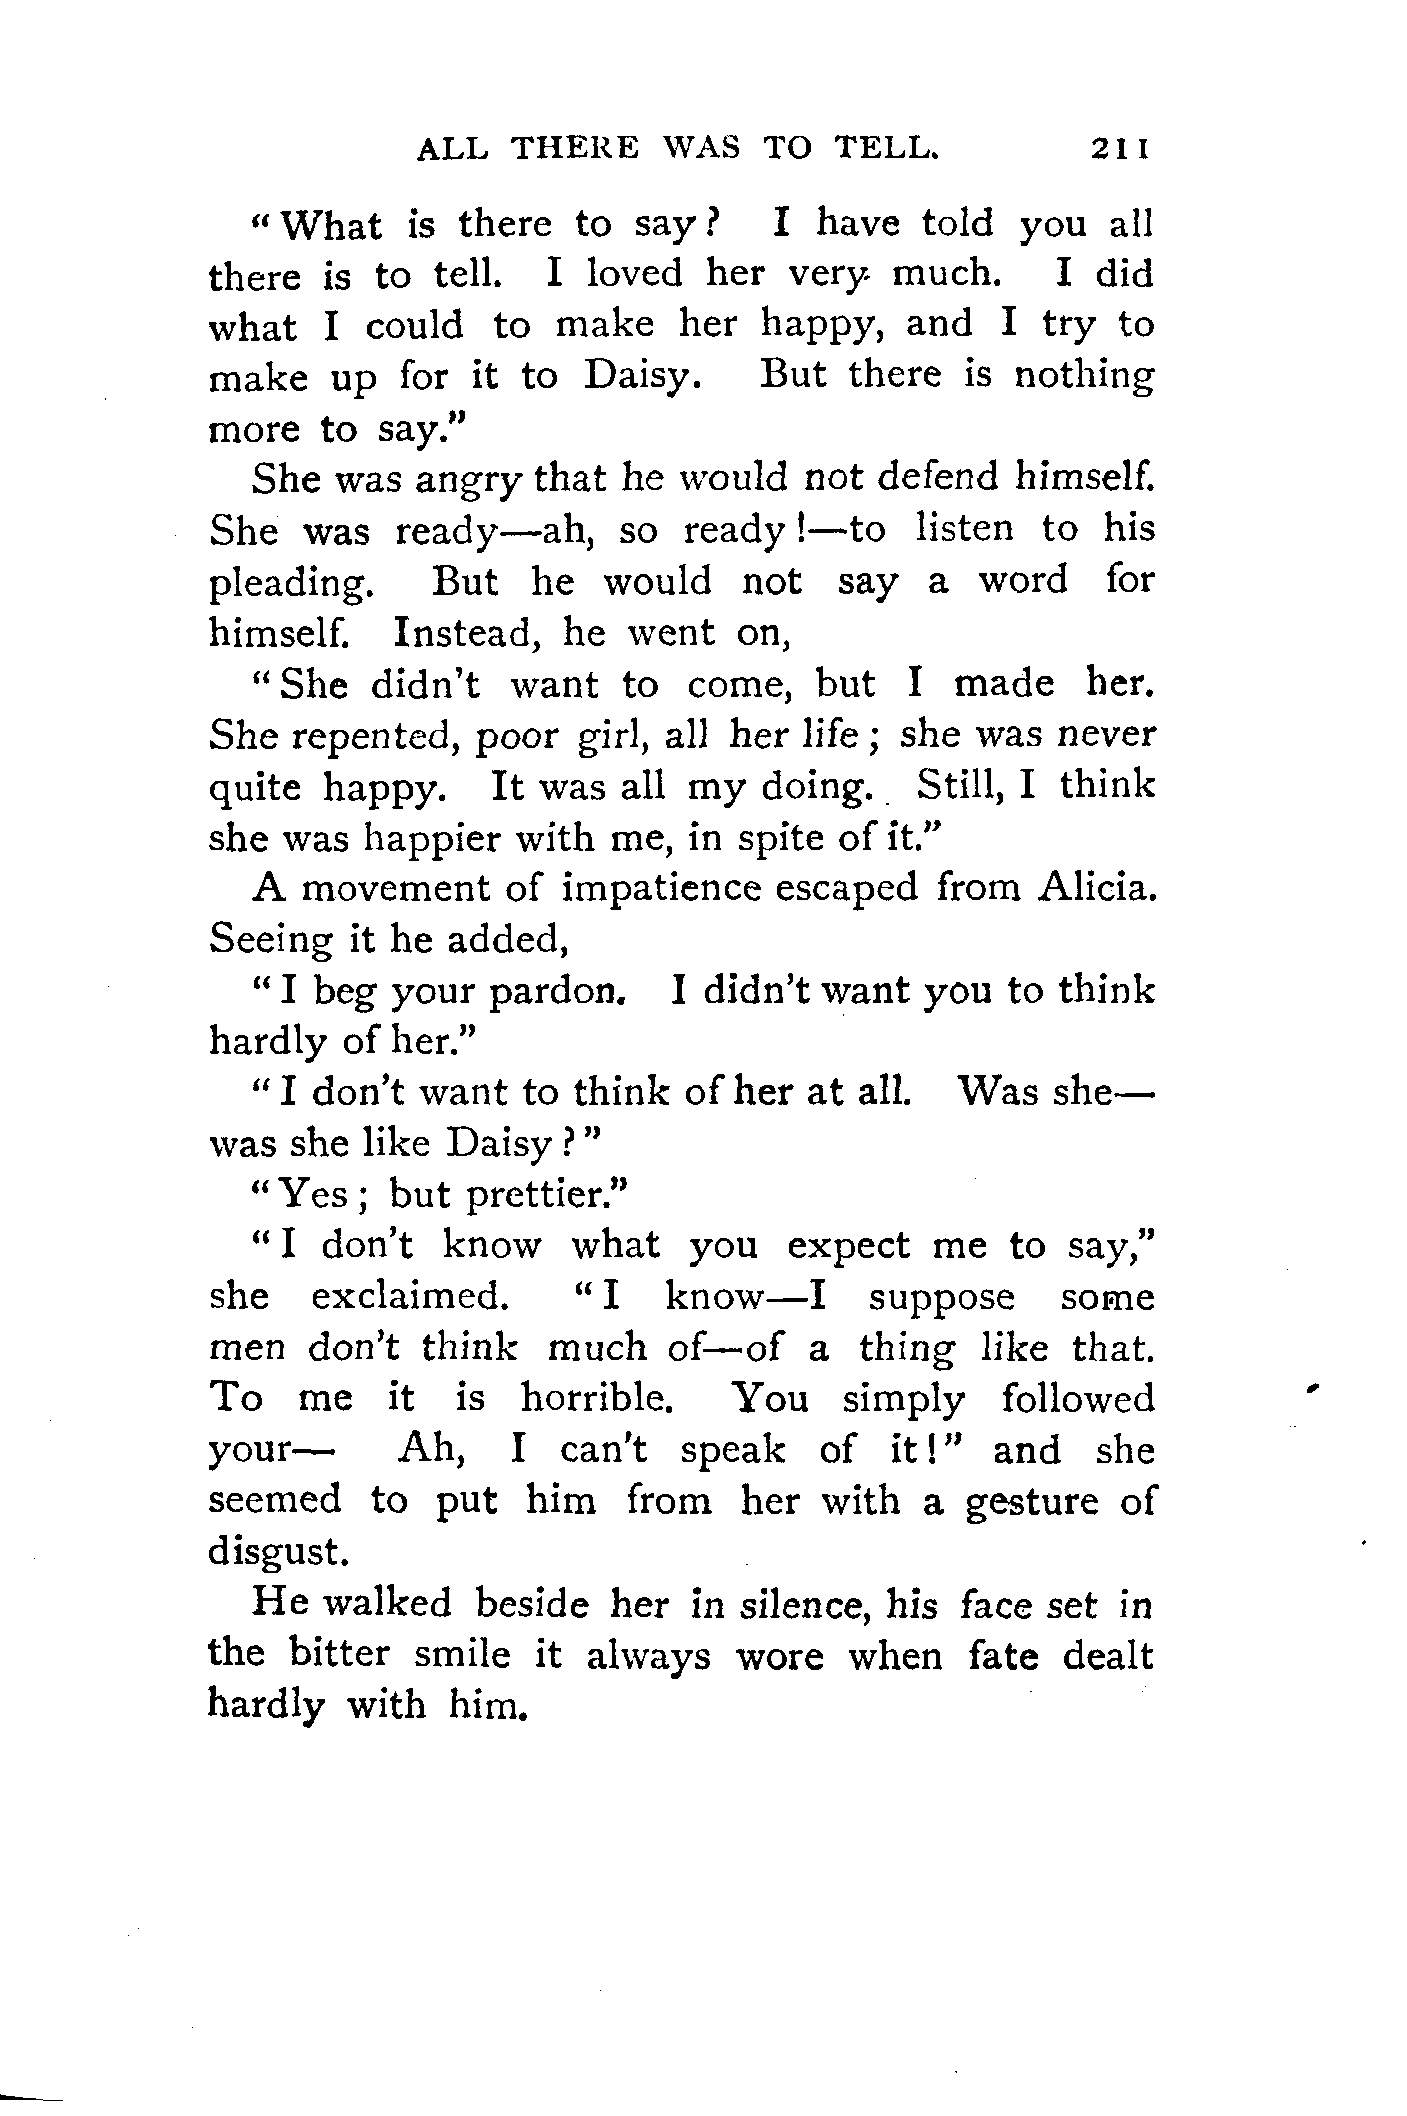 ALL THERE WAS TO TELL. 211
“What is there to say? I have told you all
there is to tell. I loved her very much. I did
what I could to make her happy, and I try to
make up for it to Daisy. But there is nothing
more to say.”
She was angry that he would not defend himself.
She was ready—ah, so ready!—to listen to his
pleading. But he would not say a word for
himself. Instead, he went on,
“She didn't want to come, but I made her.
She repented, poor girl, all her life; she was never
quite happy. It was all my doing. Still, I think
she was happier with me, in spite of it.”
A movement of impatience escaped from Alicia.
Seeing it he added,
“I beg your pardon. I didn't want you to think
hardly of her.”
“I don't want to think of her at all. Was she—
was she like Daisy?”
“Yes; but prettier.”
“I don't know what you expect me to say,”
she exclaimed. “I know—I suppose some
men don't think much of—of a thing like that.
To me it is horrible. You simply followed
your— Ah, I can't speak of it!” and she
seemed to put him from her with a gesture of
disgust.
He walked beside her in silence, his face set in
the bitter smile it always wore when fate dealt
hardly with him.